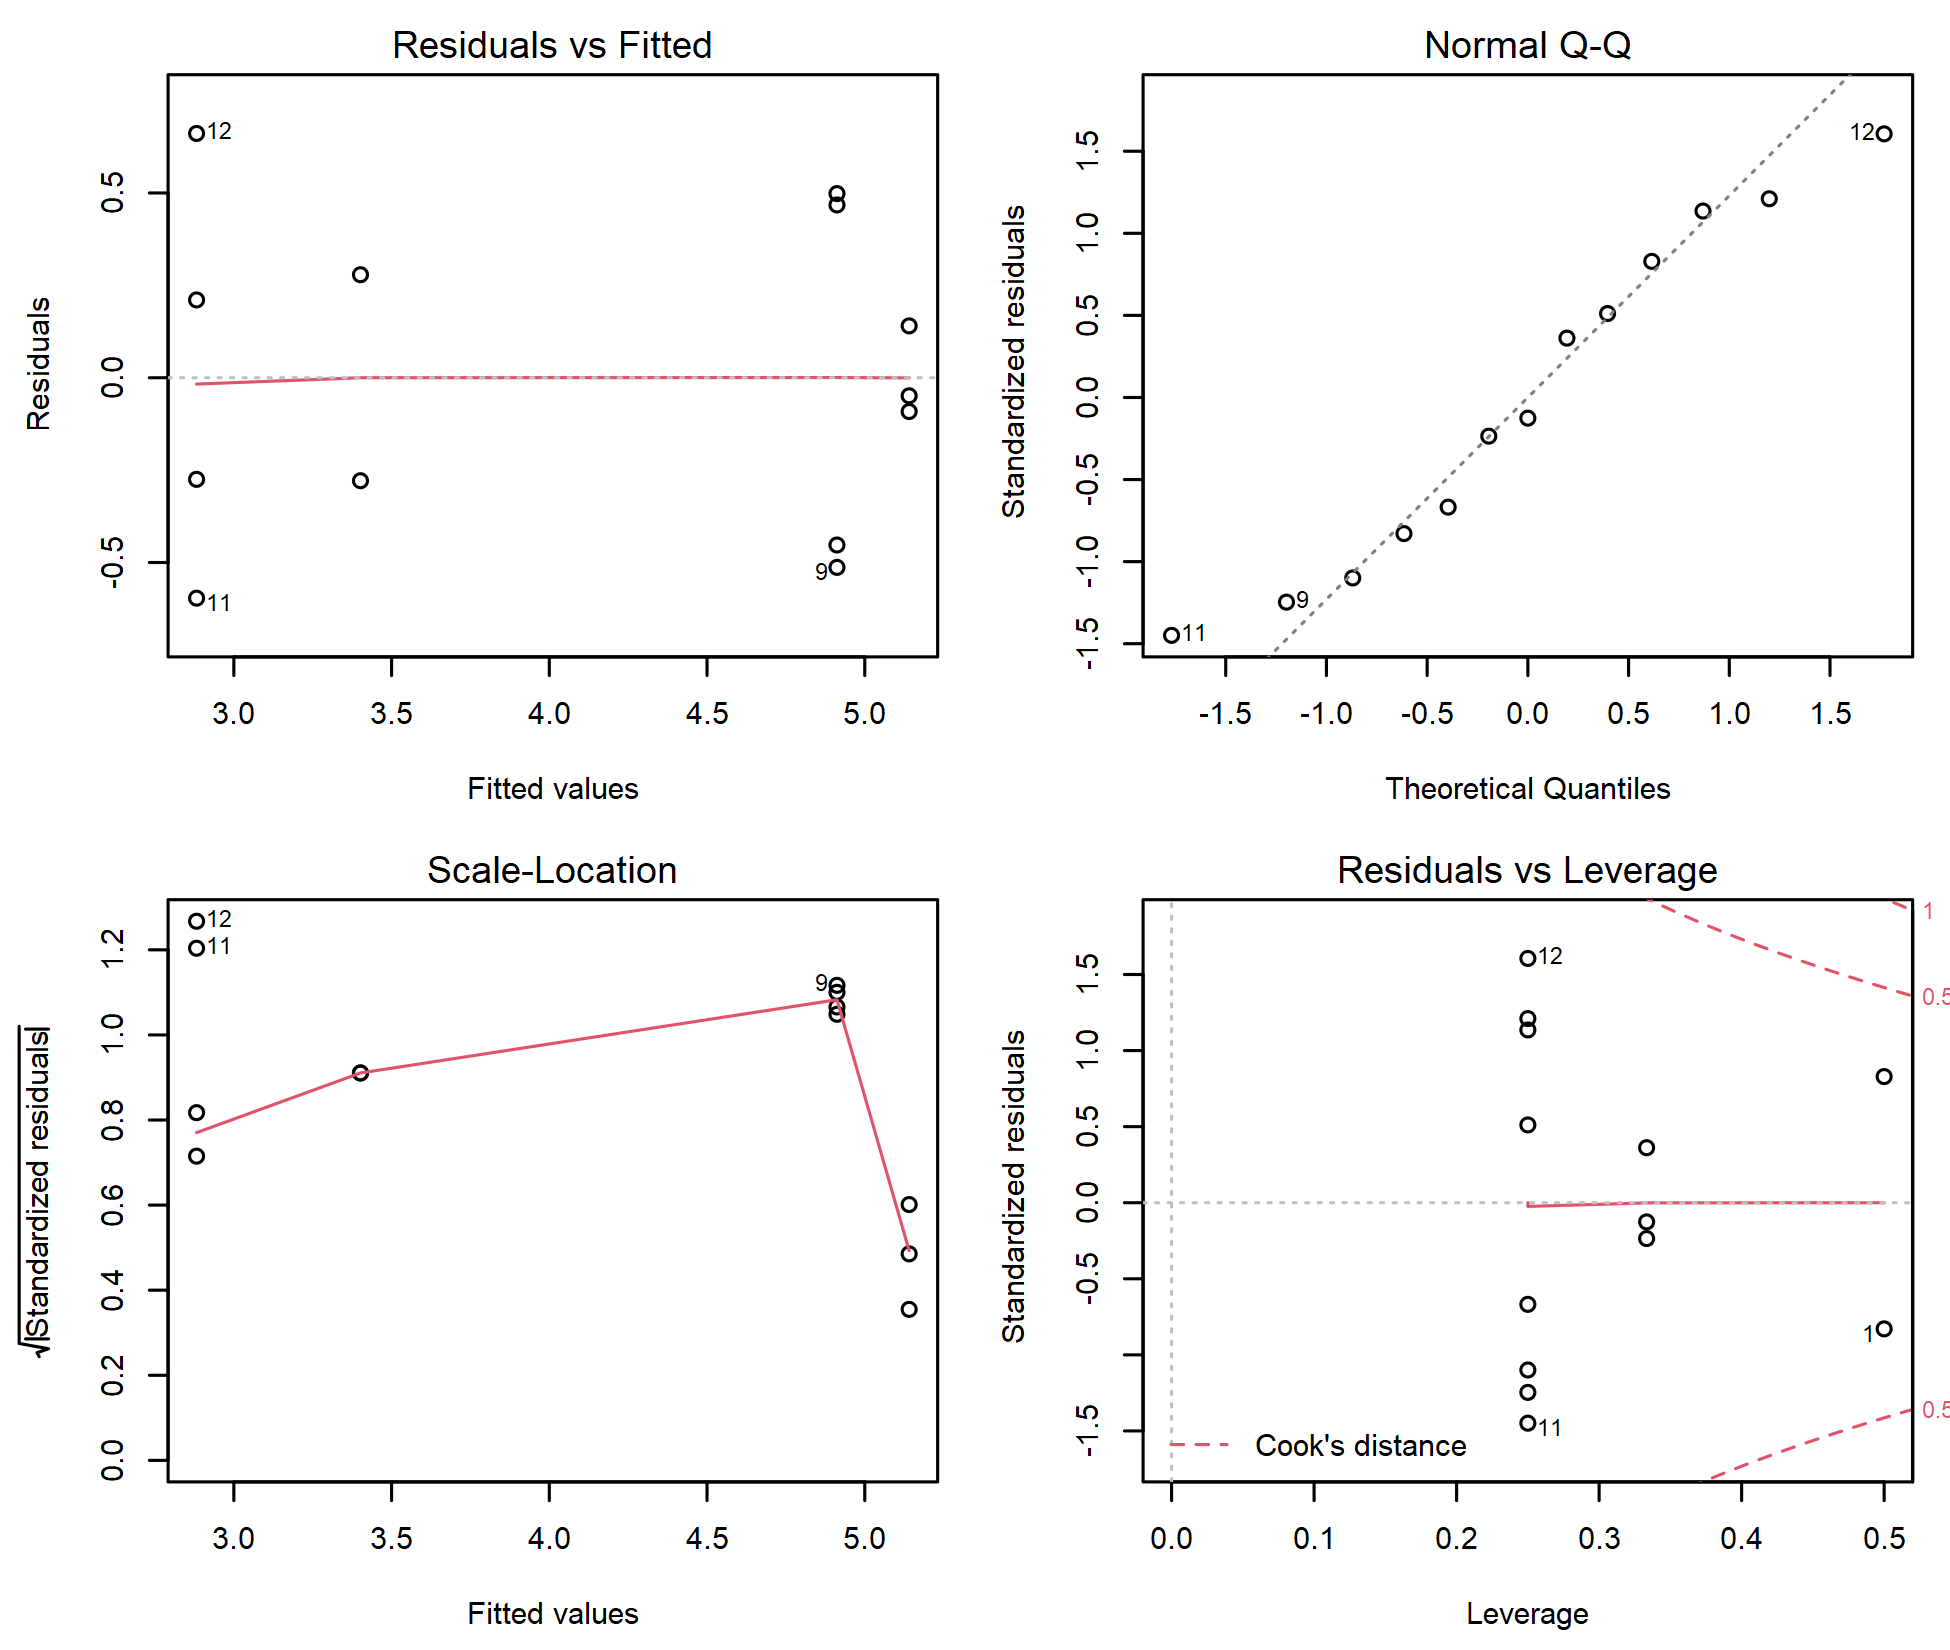 Residuals vs Fitted
Residuals
0.5
0.0
-0.5
12
11
9
3.0 3.5 4.0 4.5 5.0
Fitted values
Normal Q-Q
Standardized residuals
1.5
1.0
0.5
0.0
-0.5
-1.0
-1.5
12
9
11
-1.5 -1.0 -0.5 0.0 0.5 1.0 1.5
Theoretical Quantiles
Scale-Location
√|Standardized residuals|
1.2
1.0
0.8
0.6
0.4
0.2
0.0
12
11
9
3.0 3.5 4.0 4.5 5.0
Fitted values
Residuals vs Leverage
Standardized residuals
1.5
1.0
0.5
0.0
-0.5
-1.5
1
0.5
12
1
0.5
11
Cook's distance
0.0 0.1 0.2 0.3 0.4 0.5
Leverage